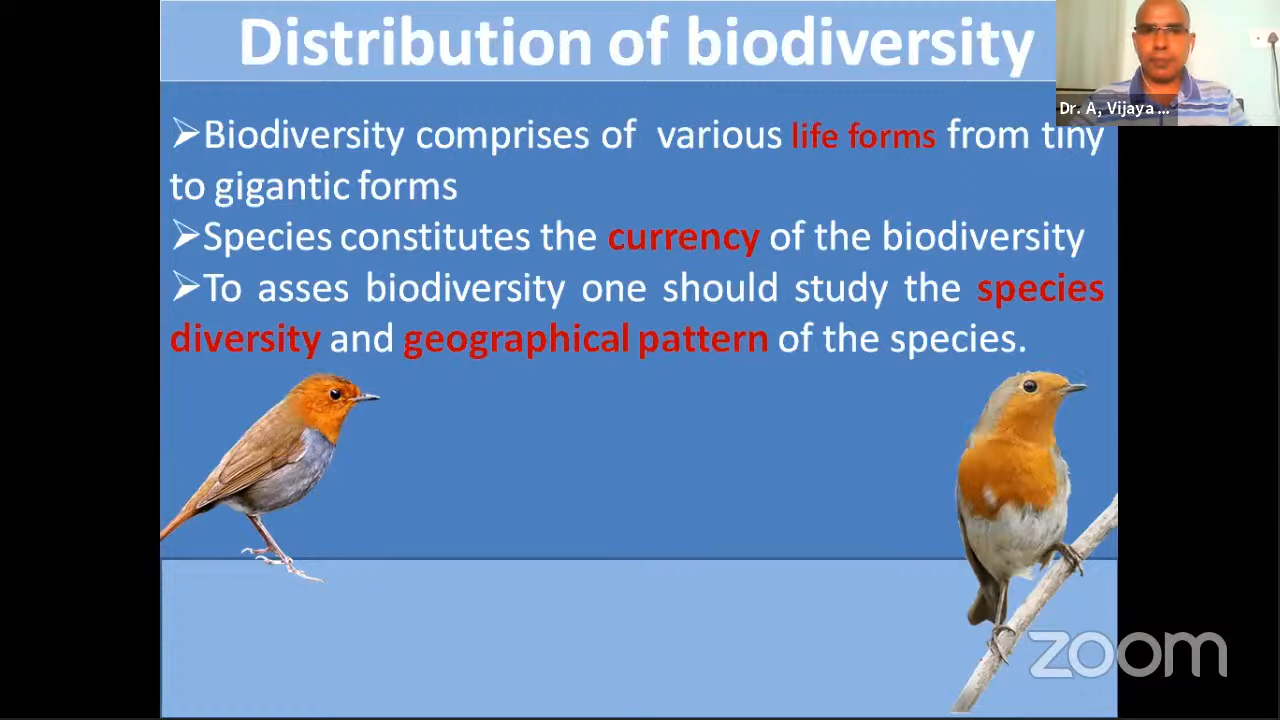 Distribution of biodiversity
Dr. A, Vijaya ...
➢Biodiversity comprises of various life forms from tiny
to gigantic forms
➢Species constitutes the currency of the biodiversity
➢To asses biodiversity one should study the species
diversity and geographical pattern of the species.
zoom